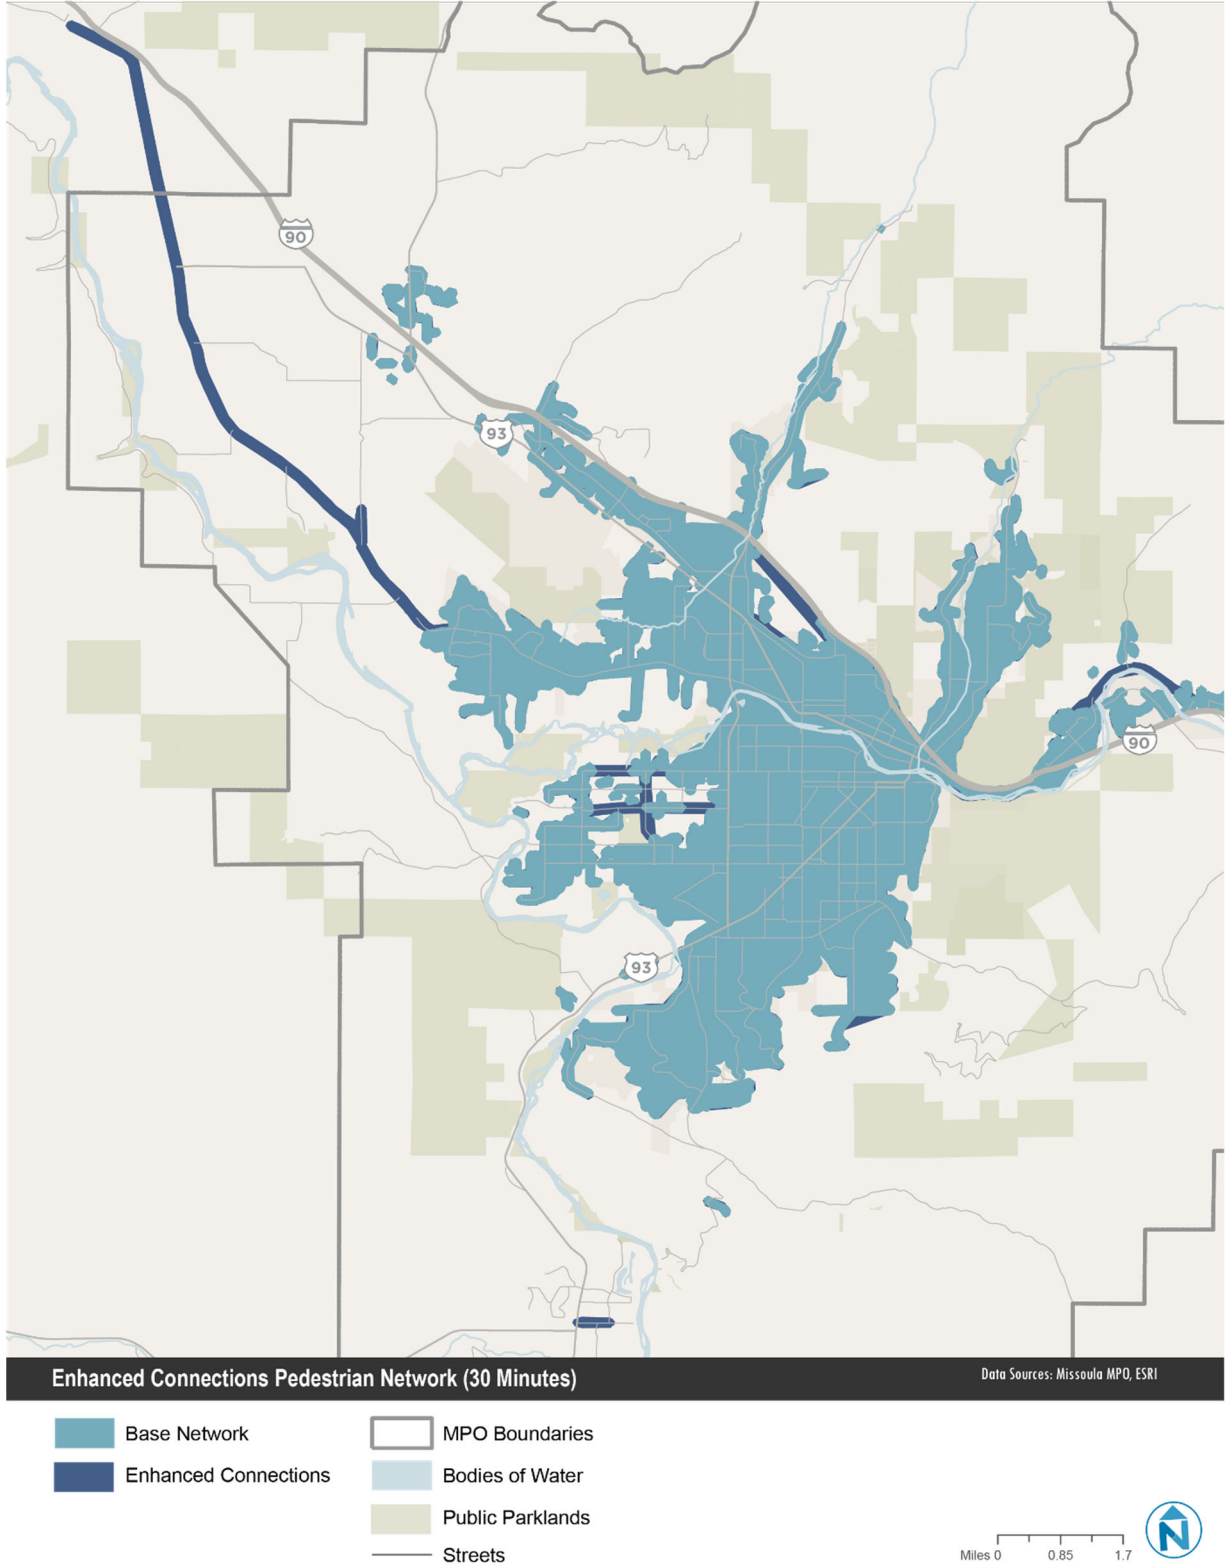 90
93
90
93
Enhanced Connections Pedestrian Network (30 Minutes)
Data Sources: Missoula MPO, ESRI
Base Network
MPO Boundaries
Enhanced Connections
Bodies of Water
Public Parklands
Streets
N
Miles 0 0.85 1.7